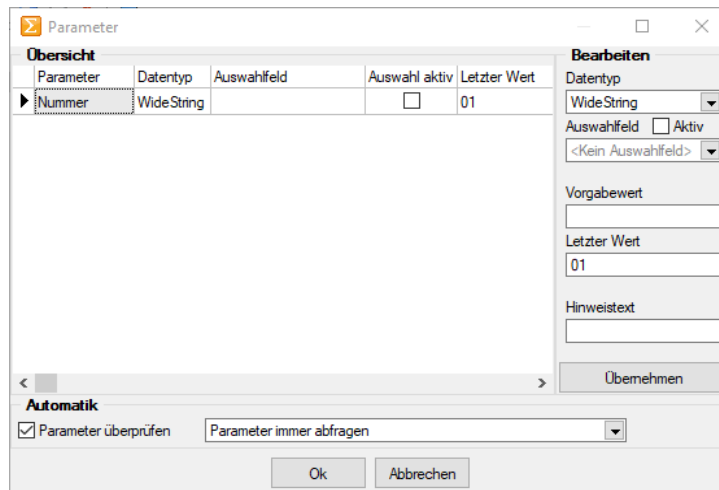 Parameter
Übersicht
Parameter Datentyp Auswahlfeld Auswahl aktiv Letzter Wert
Nummer WideString 01
Bearbeiten
Datentyp
WideString
Auswahlfeld Aktiv
<Kein Auswahlfeld>
Vorgabewert
Letzter Wert
01
Hinweistext
Übernehmen
Automatik
Parameter überprüfen Parameter immer abfragen
Ok Abbrechen